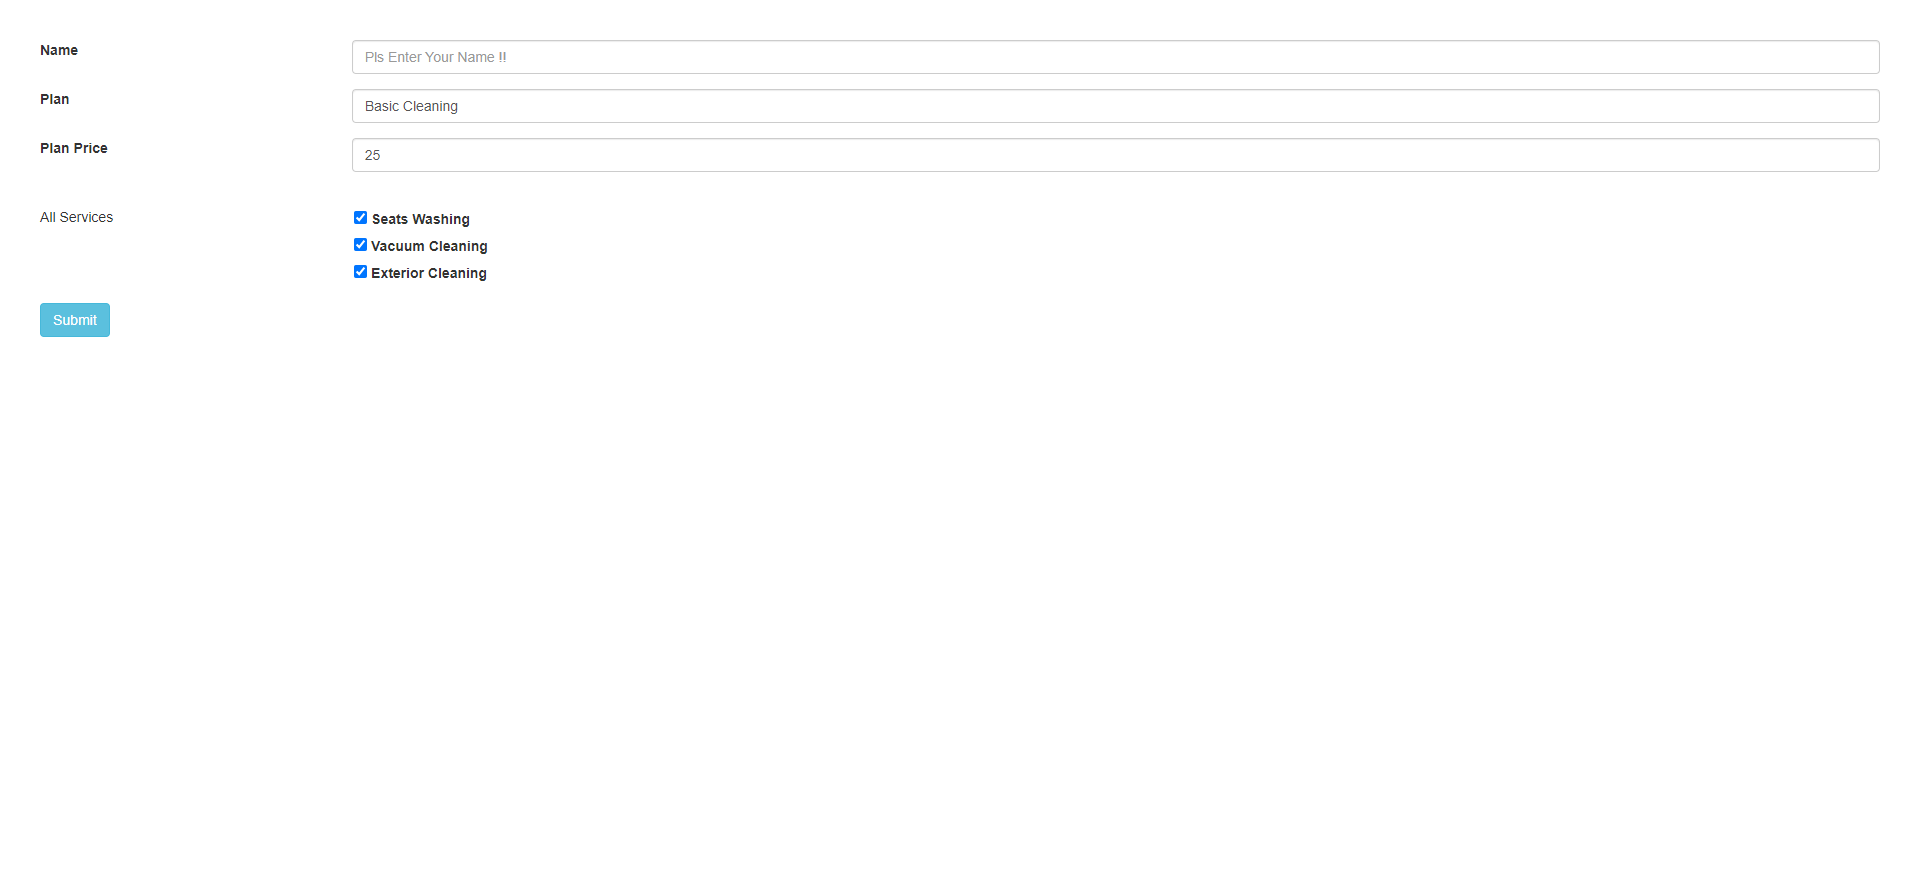 Name
Pls Enter Your Name !!
Plan
Basic Cleaning
Plan Price
25
All Services
Seats Washing
Vacuum Cleaning
Exterior Cleaning
Submit